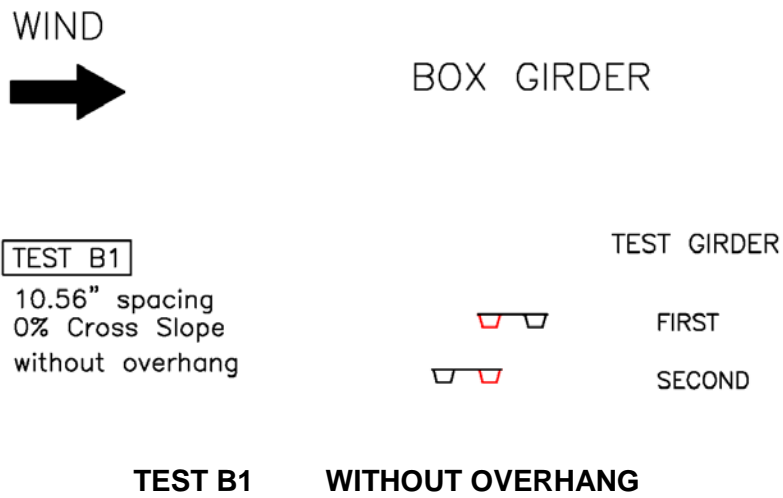 WIND
BOX GIRDER
TEST GIRDER
TEST B1
10.56" spacing
0% Cross Slope
without overhang
FIRST
SECOND
TEST B1 WITHOUT OVERHANG